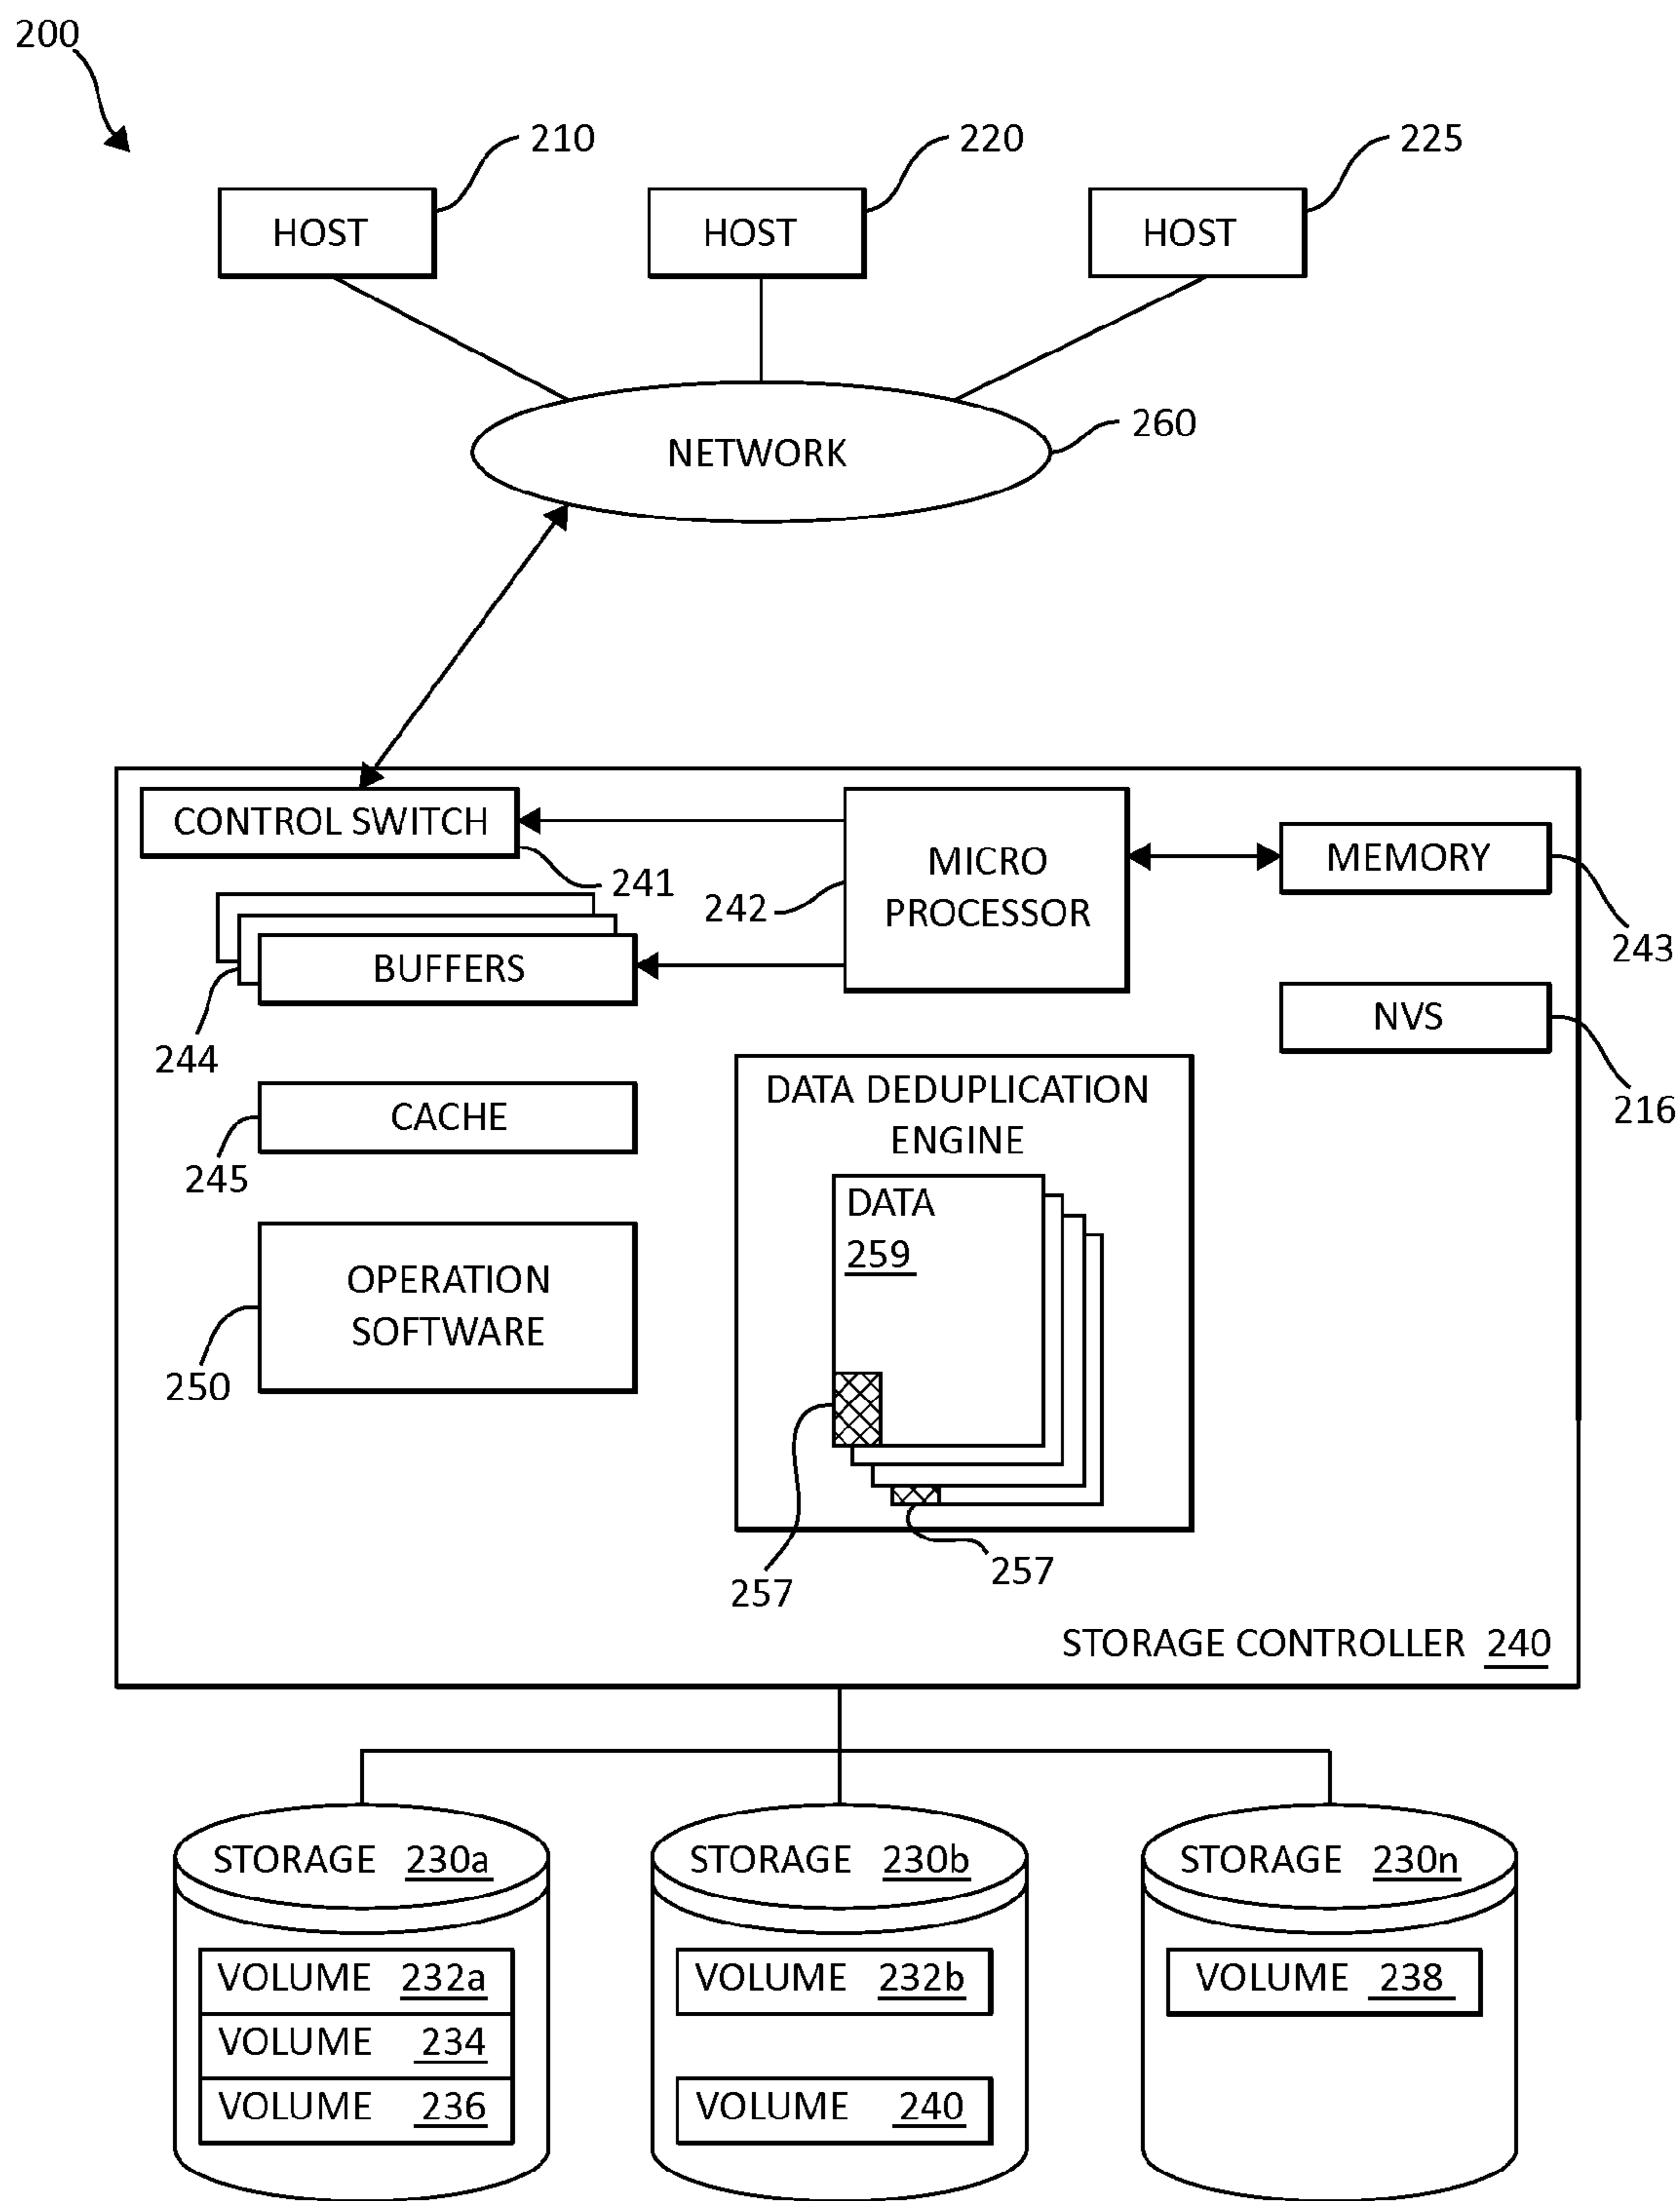 200
210
220
225
HOST
HOST
HOST
260
NETWORK
CONTROL SWITCH
241
MICRO
PROCESSOR
242
MEMORY
243
BUFFERS
244
NVS
216
CACHE
245
DATA DEDUPLICATION
ENGINE
DATA
259
OPERATION
SOFTWARE
250
257
257
STORAGE CONTROLLER 240
STORAGE 230a
STORAGE 230b
STORAGE 230n
VOLUME 232a
VOLUME 234
VOLUME 236
VOLUME 232b
VOLUME 240
VOLUME 238